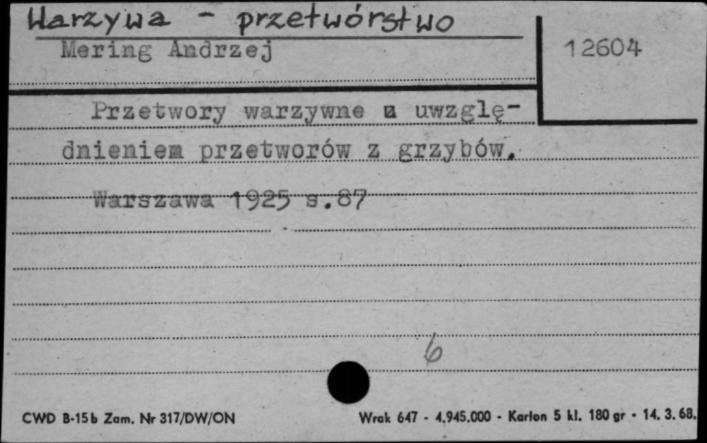 Warzywa - przetwórstwo
Mering Andrzej
12604
Przetwory warzywne z uwzglę-
dnieniem przetworów z grzybów.
Warszawa 1925 s.87
6
CWD B-15b Zam. Nr 317/DW/ON
Wrak 647 - 4.945.000 - Karton 5 kl. 180 gr - 14. 3. 68.